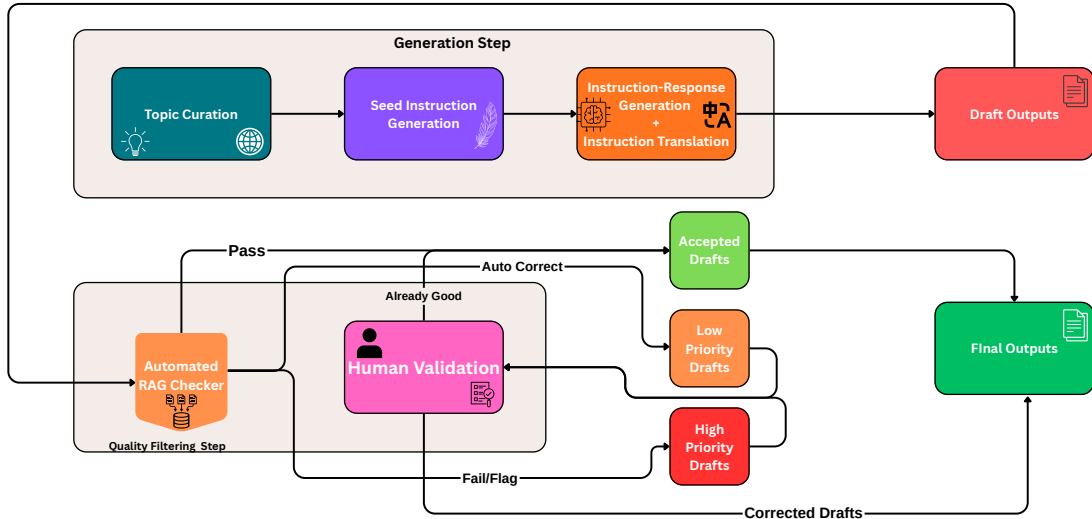 Generation Step
Topic Curation
Seed Instruction
Generation
Instruction-Response
Generation
+
Instruction Translation
中
A
Draft Outputs
Pass
Accepted
Drafts
Auto Correct
Already Good
Low
Priority
Drafts
FInal Outputs
Automated
RAG Checker
Human Validation
High
Priority
Drafts
Quality Filtering Step
Fail/Flag
Corrected Drafts